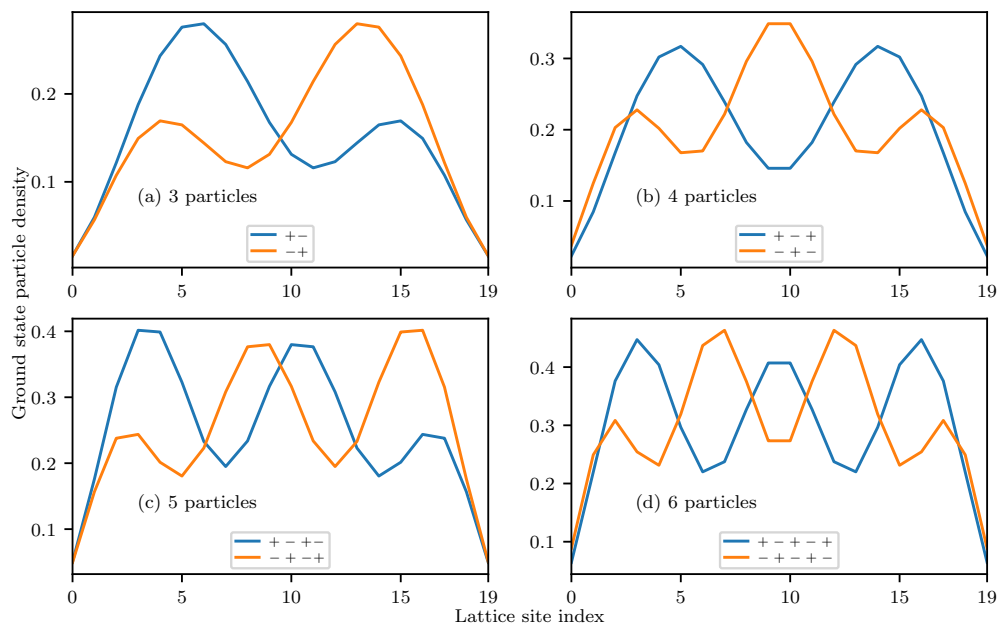 Ground state particle density
0.2
0.1
(a) 3 particles
+−
−+
0 5 10 15 19
0.3
0.2
0.1
(b) 4 particles
+ − +
− + −
0 5 10 15 19
0.4
0.3
0.2
0.1
(c) 5 particles
+ − +−
− + −+
0 5 10 15 19
0.4
0.3
0.2
0.1
(d) 6 particles
+ − + − +
− + − + −
0 5 10 15 19
Lattice site index